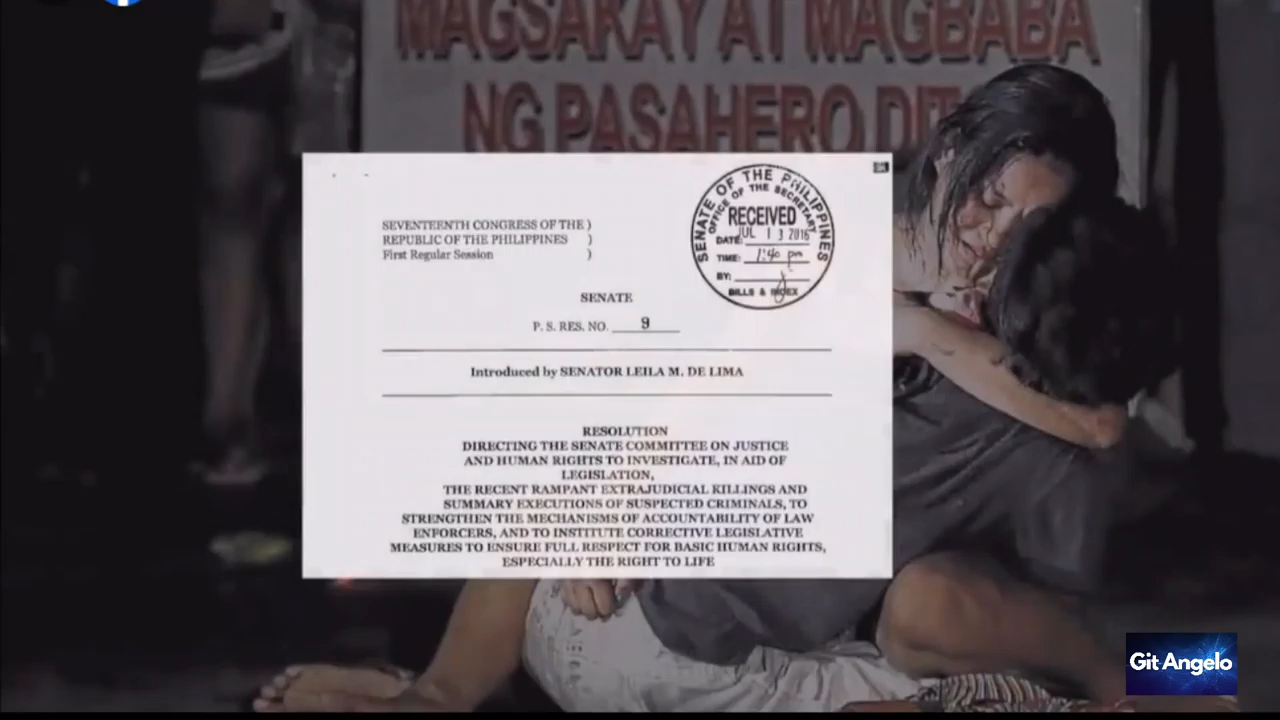 MAGSAKAY AT MAGBABA
NG PASAHERO DIT
SENATE OF THE PHILIPPINES
OFFICE OF THE SECRETARY
RECEIVED
DATE: JUL 13 2016
TIME: 1:40 pm
BY:
BILLS & INDEX
SEVENTEENTH CONGRESS OF THE )
REPUBLIC OF THE PHILIPPINES )
First Regular Session )
SENATE
P. S. RES. NO. 9
Introduced by SENATOR LEILA M. DE LIMA
RESOLUTION
DIRECTING THE SENATE COMMITTEE ON JUSTICE
AND HUMAN RIGHTS TO INVESTIGATE, IN AID OF
LEGISLATION,
THE RECENT RAMPANT EXTRAJUDICIAL KILLINGS AND
SUMMARY EXECUTIONS OF SUSPECTED CRIMINALS, TO
STRENGTHEN THE MECHANISMS OF ACCOUNTABILITY OF LAW
ENFORCERS, AND TO INSTITUTE CORRECTIVE LEGISLATIVE
MEASURES TO ENSURE FULL RESPECT FOR BASIC HUMAN RIGHTS,
ESPECIALLY THE RIGHT TO LIFE
Git Angelo